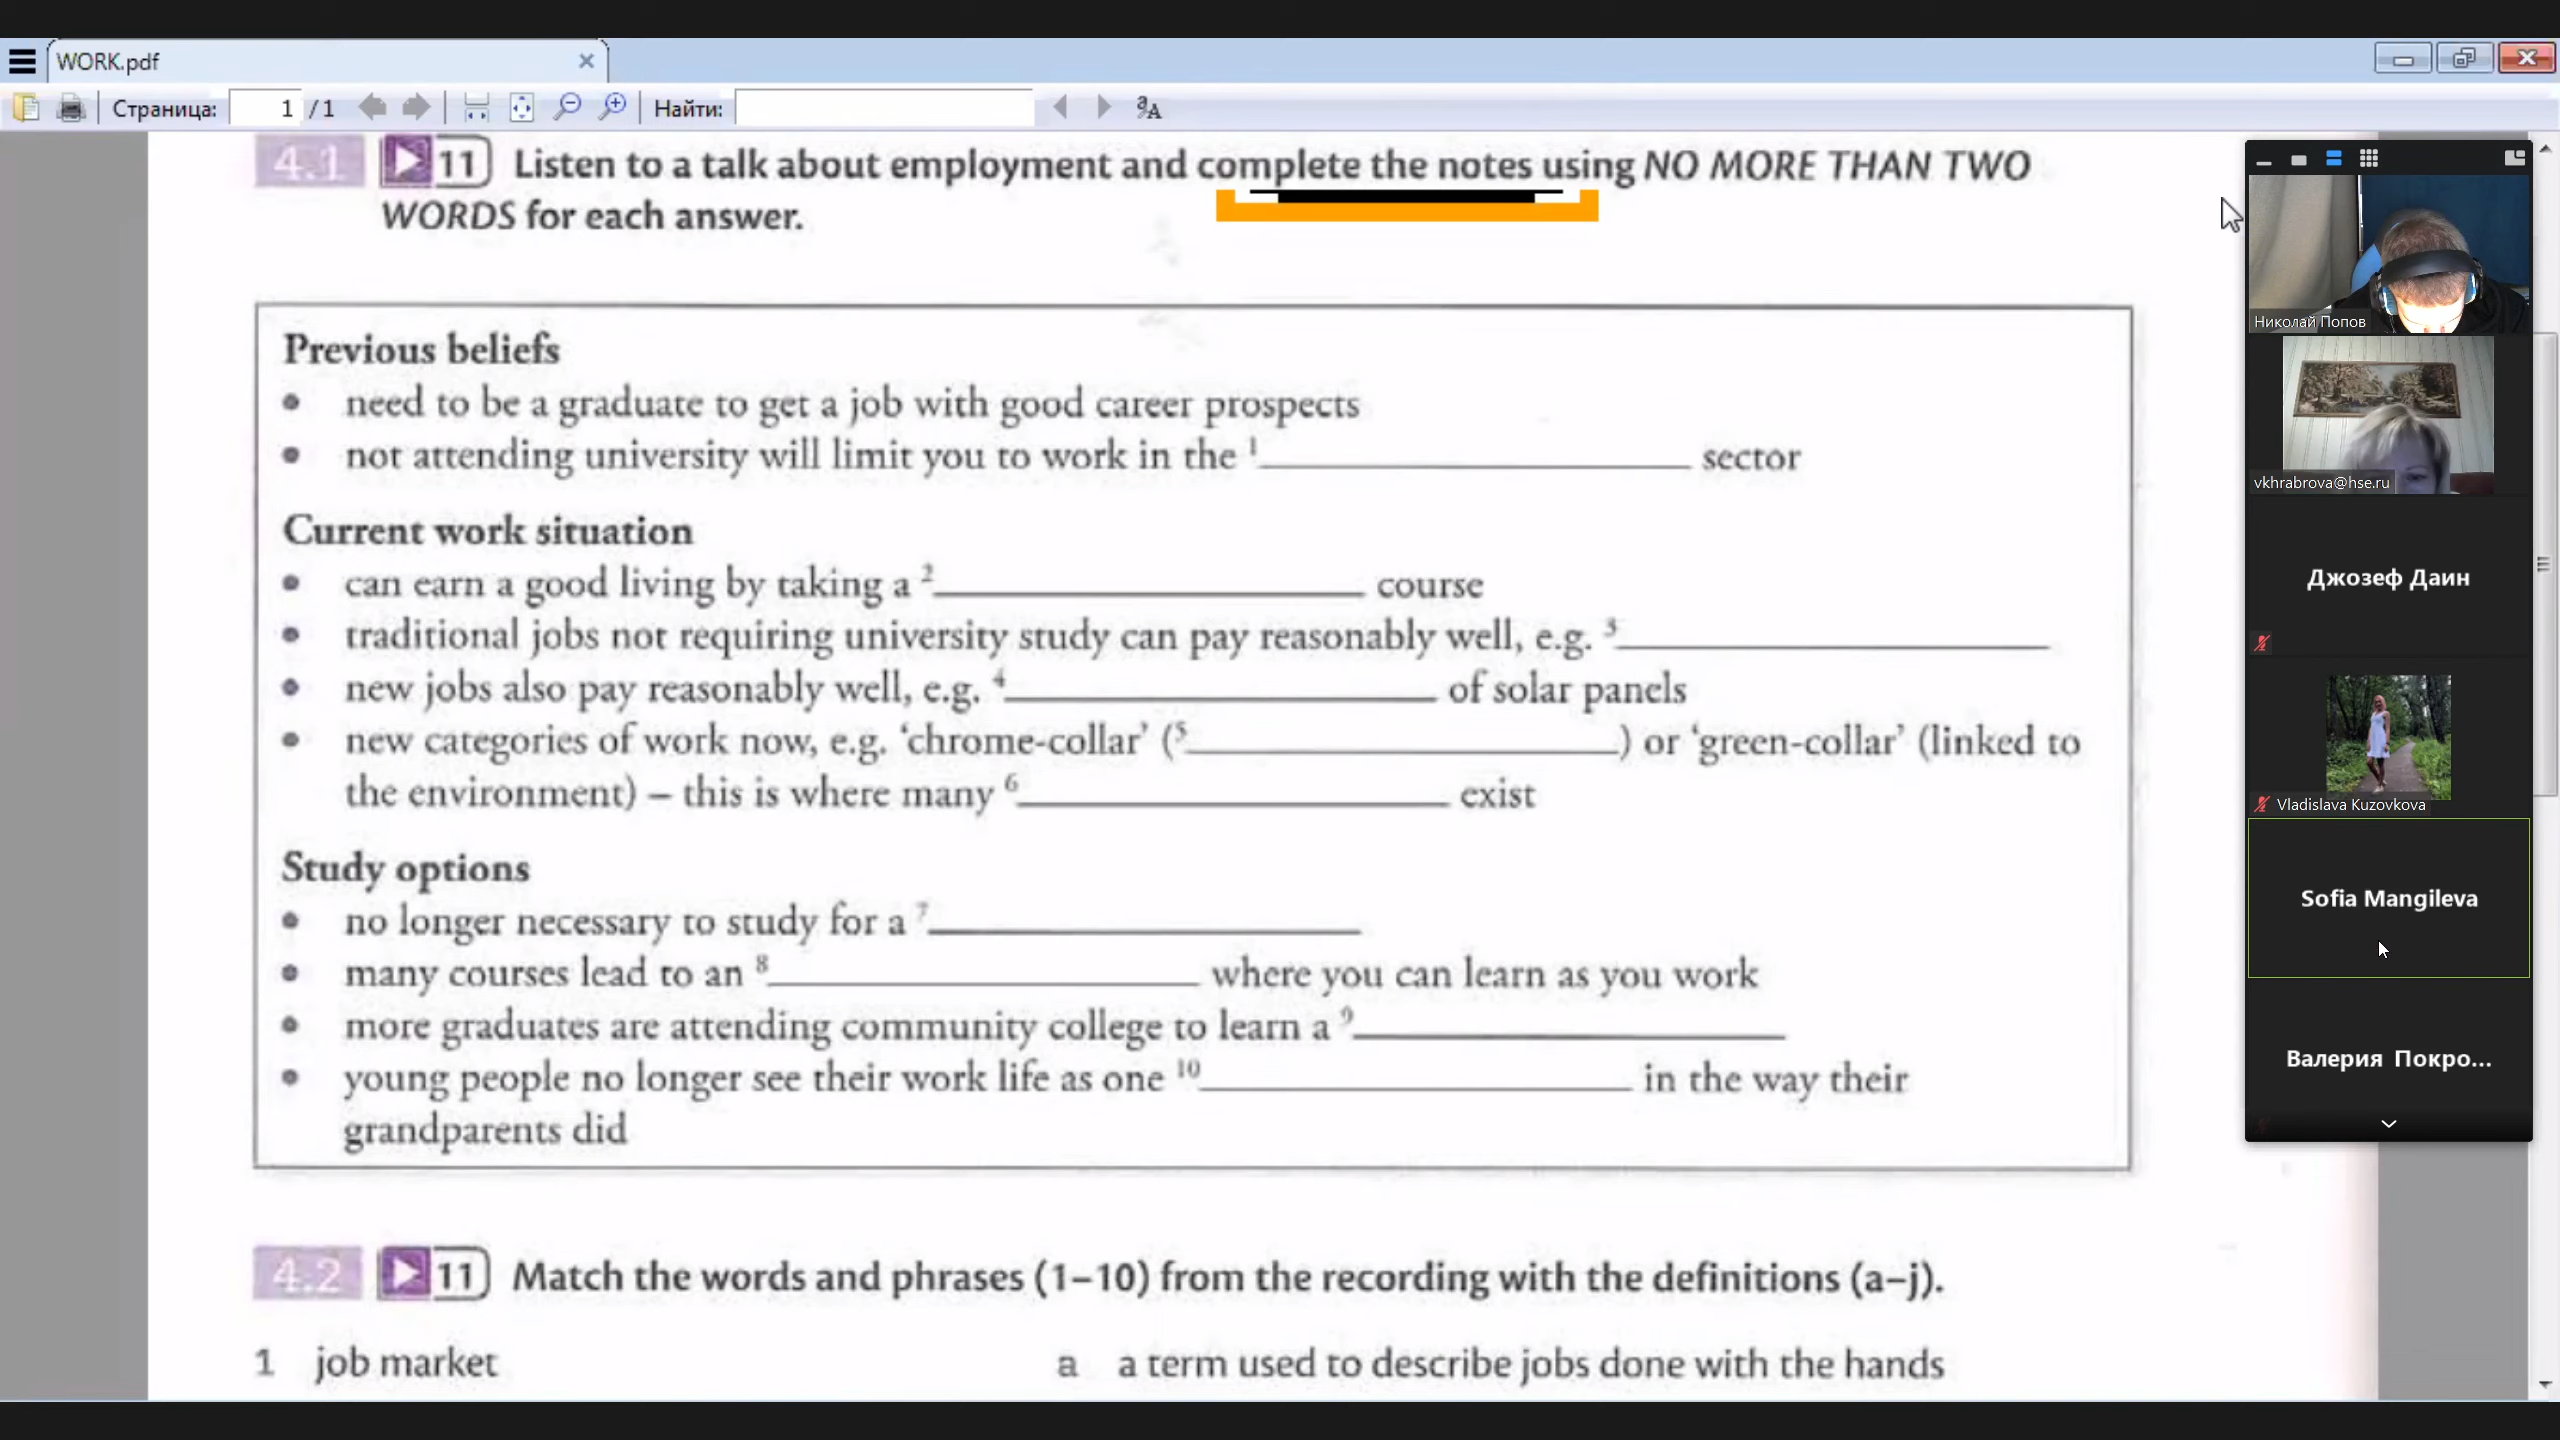 WORK.pdf
Страница: 1 / 1 Найти:
4.1 11 Listen to a talk about employment and complete the notes using NO MORE THAN TWO
WORDS for each answer.
Previous beliefs
• need to be a graduate to get a job with good career prospects
• not attending university will limit you to work in the 1 ____ sector
Current work situation
• can earn a good living by taking a 2 ____ course
• traditional jobs not requiring university study can pay reasonably well, e.g. 3 ____
• new jobs also pay reasonably well, e.g. 4 ____ of solar panels
• new categories of work now, e.g. ‘chrome-collar’ (5 ____) or ‘green-collar’ (linked to
the environment) – this is where many 6 ____ exist
Study options
• no longer necessary to study for a 7 ____
• many courses lead to an 8 ____ where you can learn as you work
• more graduates are attending community college to learn a 9 ____
• young people no longer see their work life as one 10 ____ in the way their
grandparents did
4.2 11 Match the words and phrases (1–10) from the recording with the definitions (a–j).
1 job market
a a term used to describe jobs done with the hands
Николай Попов
vkhrabrova@hse.ru
Джозеф Даин
Vladislava Kuzovkova
Sofia Mangileva
Валерия Покро...